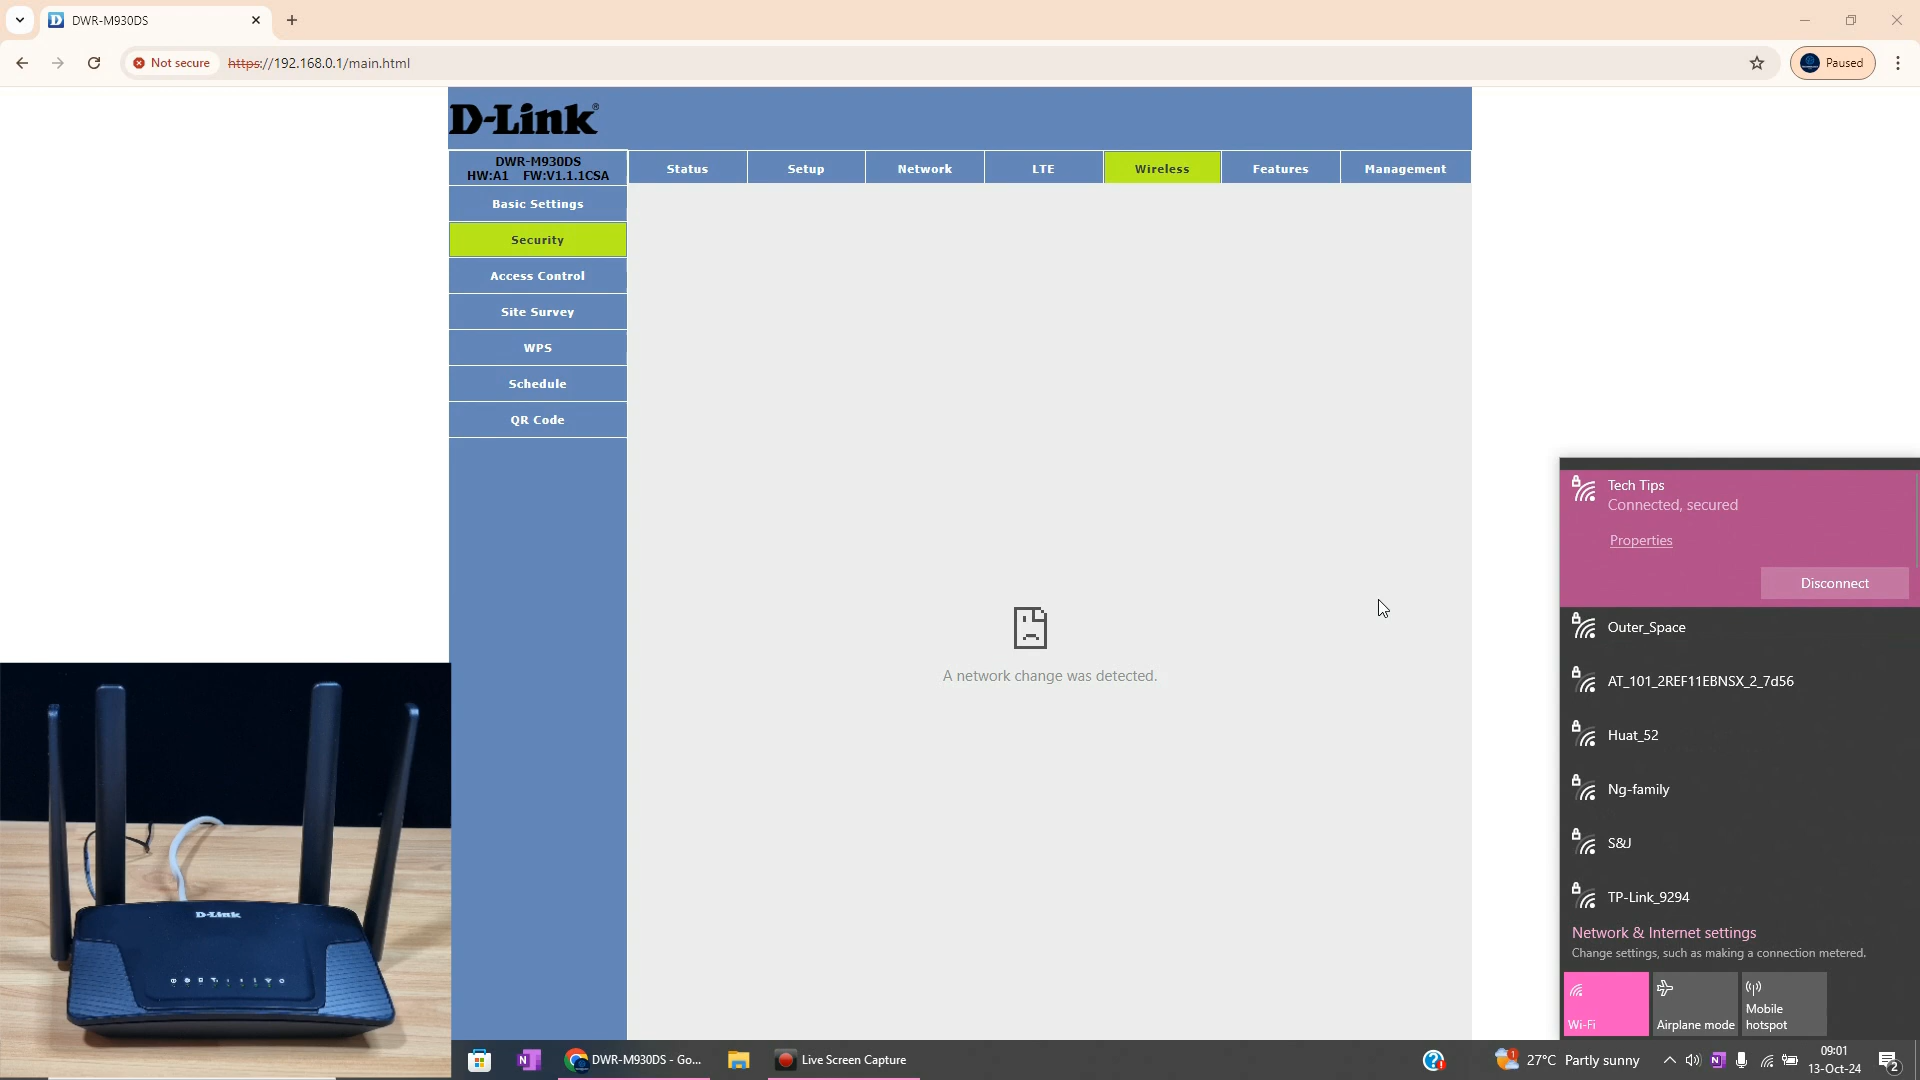 DWR-M930DS
Not secure
https://192.168.0.1/main.html
Paused
D-Link®
DWR-M930DS
HW:A1 FW:V1.1.1CSA
Status
Setup
Network
LTE
Wireless
Features
Management
Basic Settings
Security
Access Control
Site Survey
WPS
Schedule
QR Code
A network change was detected.
Tech Tips
Connected, secured
Properties
Disconnect
Outer_Space
AT_101_2REF11EBNSX_2_7d56
Huat_52
Ng-family
S&J
TP-Link_9294
Network & Internet settings
Change settings, such as making a connection metered.
Wi-Fi
Airplane mode
Mobile
hotspot
D-Link
DWR-M930DS - Go...
Live Screen Capture
1
27°C Partly sunny
09:01
13-Oct-24
2